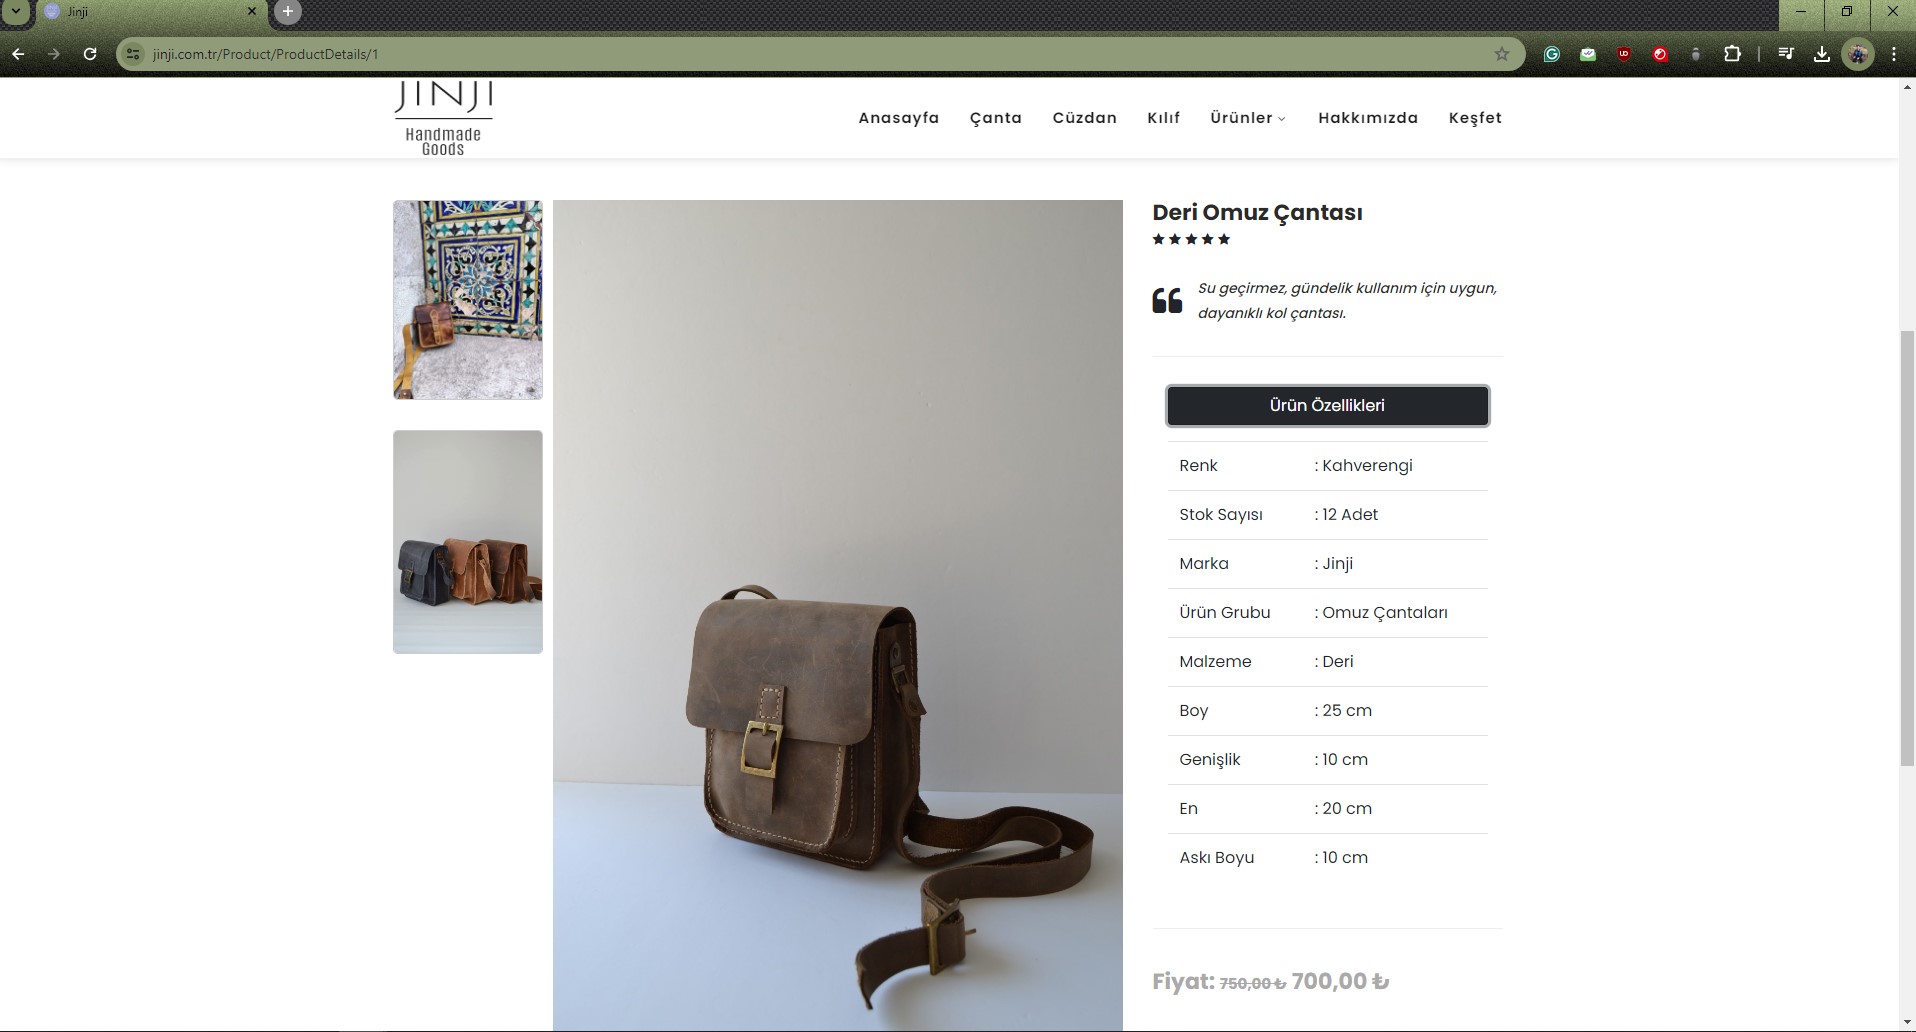 Jinji
jinji.com.tr/Product/ProductDetails/1
JINJI
Handmade
Goods
Anasayfa Çanta Cüzdan Kılıf Ürünler Hakkımızda Keşfet
Deri Omuz Çantası
Su geçirmez, gündelik kullanım için uygun,
dayanıklı kol çantası.
Ürün Özellikleri
Renk : Kahverengi
Stok Sayısı : 12 Adet
Marka : Jinji
Ürün Grubu : Omuz Çantaları
Malzeme : Deri
Boy : 25 cm
Genişlik : 10 cm
En : 20 cm
Askı Boyu : 10 cm
Fiyat: 750,00 ₺ 700,00 ₺